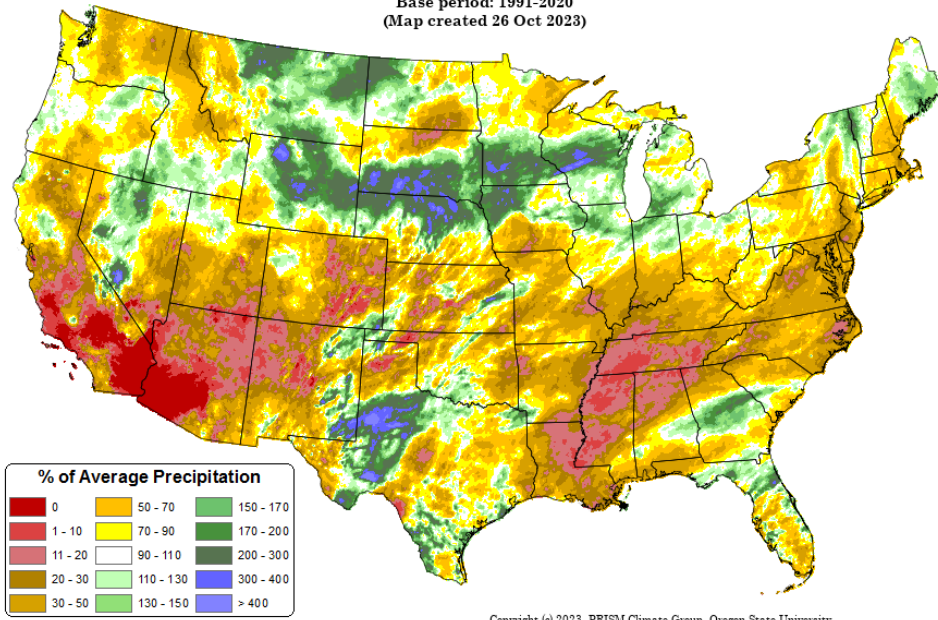 Base period: 1991-2020
(Map created 26 Oct 2023)
% of Average Precipitation
0
50 - 70
150 - 170
1 - 10
70 - 90
170 - 200
11 - 20
90 - 110
200 - 300
20 - 30
110 - 130
300 - 400
30 - 50
130 - 150
> 400
Copyright (c) 2023, PRISM Climate Group, Oregon State University